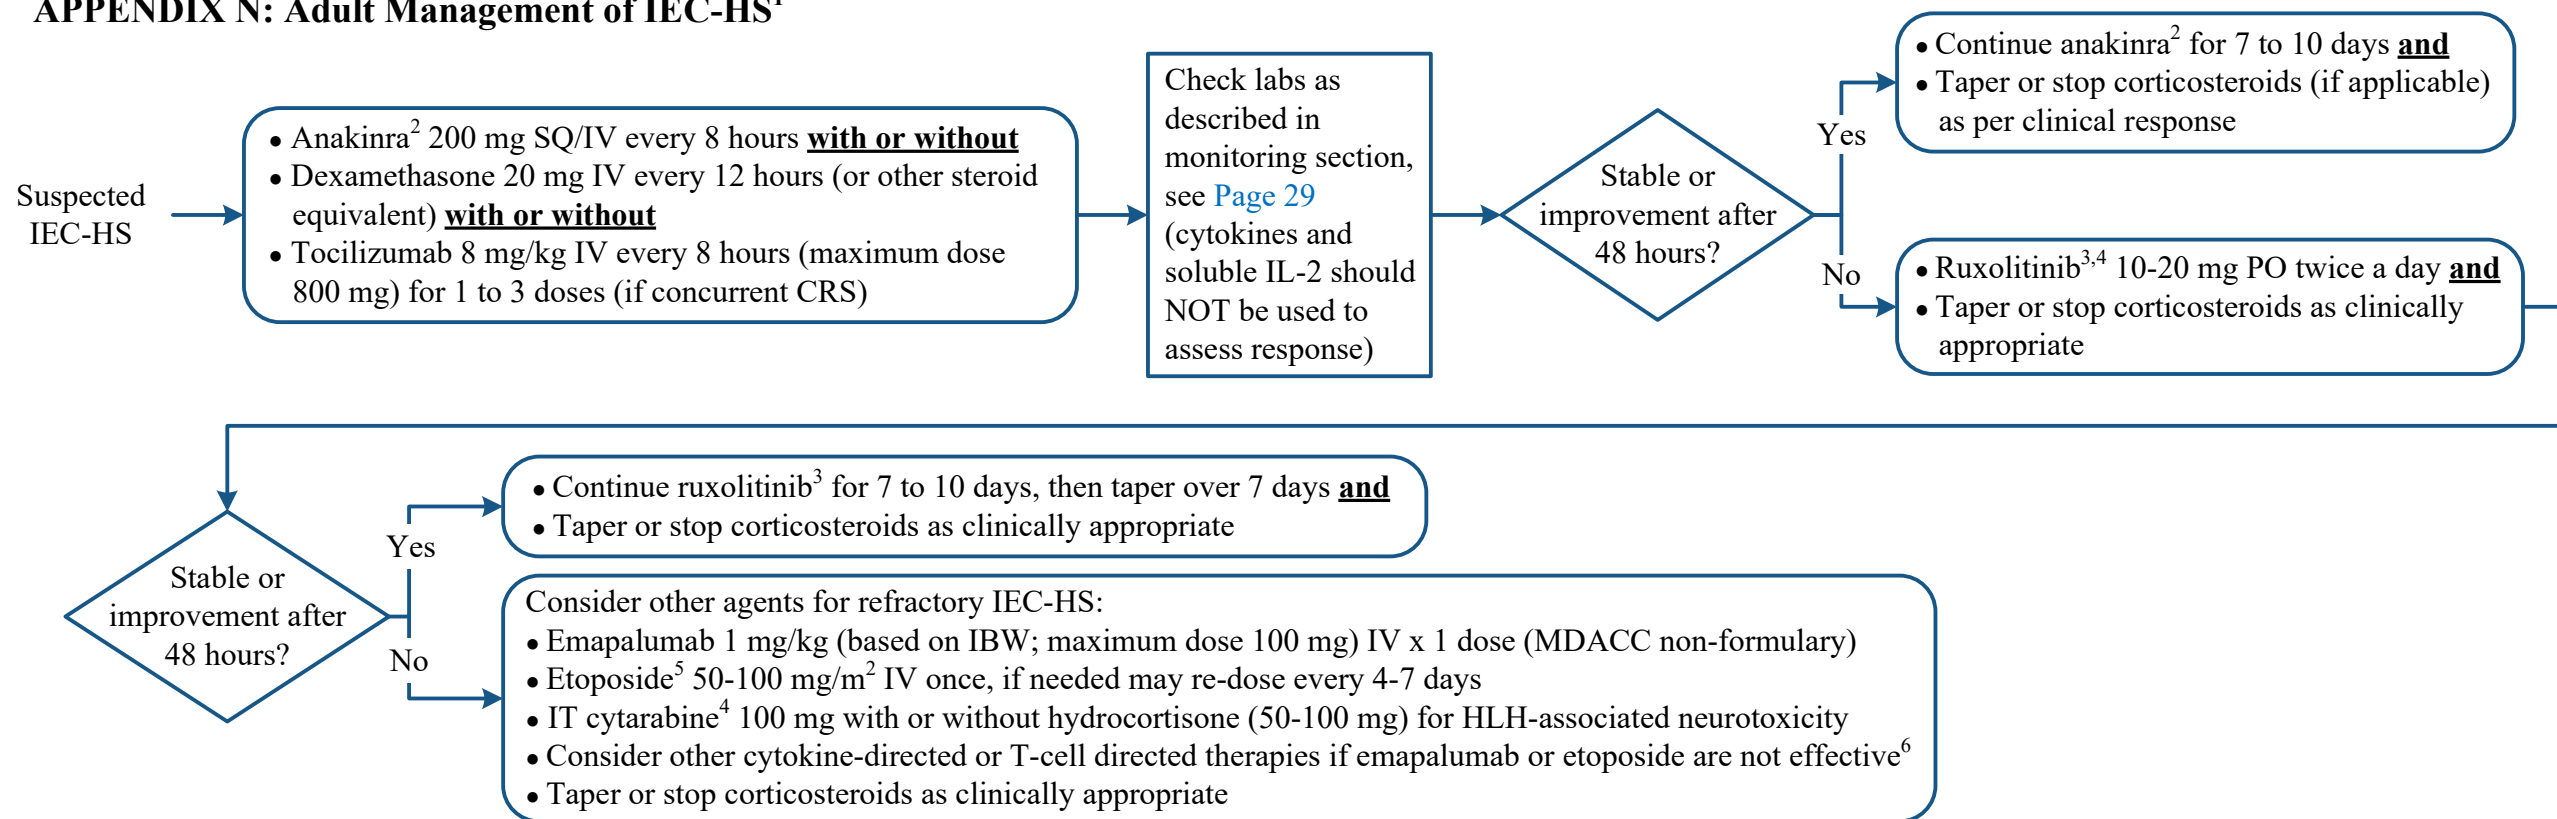 APPENDIX N: Adult Management of IEC-HS¹
Suspected
IEC-HS
• Anakinra² 200 mg SQ/IV every 8 hours with or without
• Dexamethasone 20 mg IV every 12 hours (or other steroid
equivalent) with or without
• Tocilizumab 8 mg/kg IV every 8 hours (maximum dose
800 mg) for 1 to 3 doses (if concurrent CRS)
Check labs as
described in
monitoring section,
see Page 29
(cytokines and
soluble IL-2 should
NOT be used to
assess response)
Stable or
improvement after
48 hours?
Yes
• Continue anakinra² for 7 to 10 days and
• Taper or stop corticosteroids (if applicable)
as per clinical response
No
• Ruxolitinib³,⁴ 10-20 mg PO twice a day and
• Taper or stop corticosteroids as clinically
appropriate
Stable or
improvement after
48 hours?
Yes
• Continue ruxolitinib³ for 7 to 10 days, then taper over 7 days and
• Taper or stop corticosteroids as clinically appropriate
No
Consider other agents for refractory IEC-HS:
• Emapalumab 1 mg/kg (based on IBW; maximum dose 100 mg) IV x 1 dose (MDACC non-formulary)
• Etoposide⁵ 50-100 mg/m² IV once, if needed may re-dose every 4-7 days
• IT cytarabine⁴ 100 mg with or without hydrocortisone (50-100 mg) for HLH-associated neurotoxicity
• Consider other cytokine-directed or T-cell directed therapies if emapalumab or etoposide are not effective⁶
• Taper or stop corticosteroids as clinically appropriate